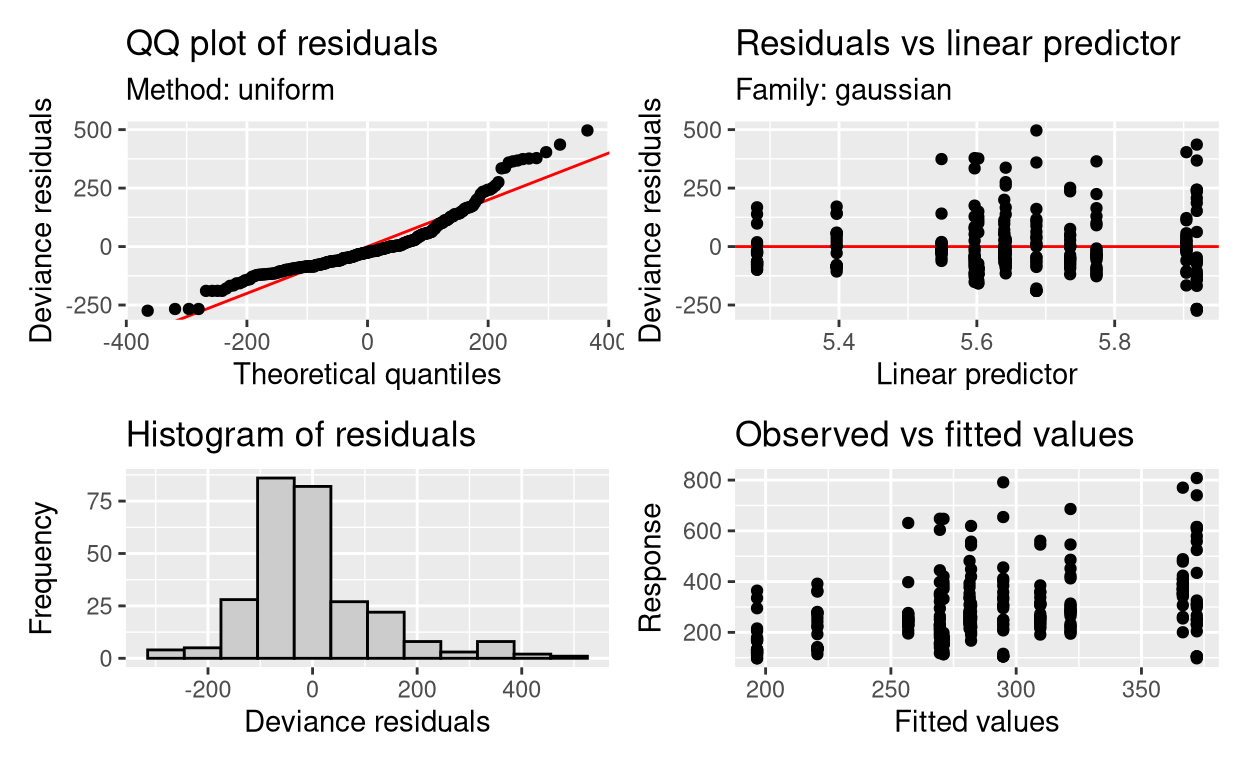 QQ plot of residuals
Method: uniform
Deviance residuals
500
250
0
-250
-400
-200
0
200
400
Theoretical quantiles
Residuals vs linear predictor
Family: gaussian
Deviance residuals
500
250
0
-250
5.4
5.6
5.8
Linear predictor
Histogram of residuals
Frequency
75
50
25
0
-200
0
200
400
Deviance residuals
Observed vs fitted values
Response
800
600
400
200
200
250
300
350
Fitted values